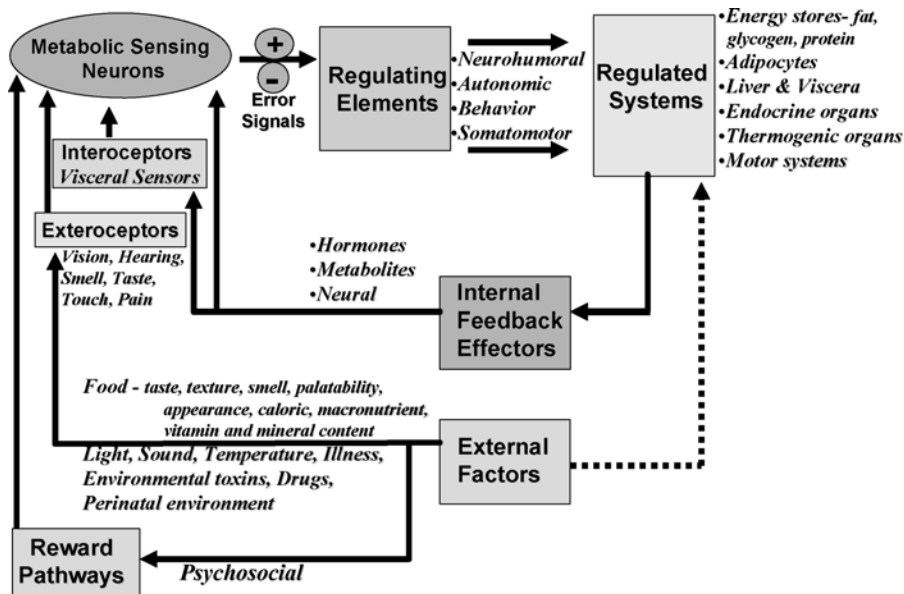 Metabolic Sensing
Neurons
+
-
Error
Signals
Regulating
Elements
•Neurohumoral
•Autonomic
•Behavior
•Somatomotor
Regulated
Systems
•Energy stores- fat,
glycogen, protein
•Adipocytes
•Liver & Viscera
•Endocrine organs
•Thermogenic organs
•Motor systems
Interoceptors
Visceral Sensors
Exteroceptors
Vision, Hearing,
Smell, Taste,
Touch, Pain
•Hormones
•Metabolites
•Neural
Internal
Feedback
Effectors
Food - taste, texture, smell, palatability,
appearance, caloric, macronutrient,
vitamin and mineral content
Light, Sound, Temperature, Illness,
Environmental toxins, Drugs,
Perinatal environment
External
Factors
Reward
Pathways
Psychosocial